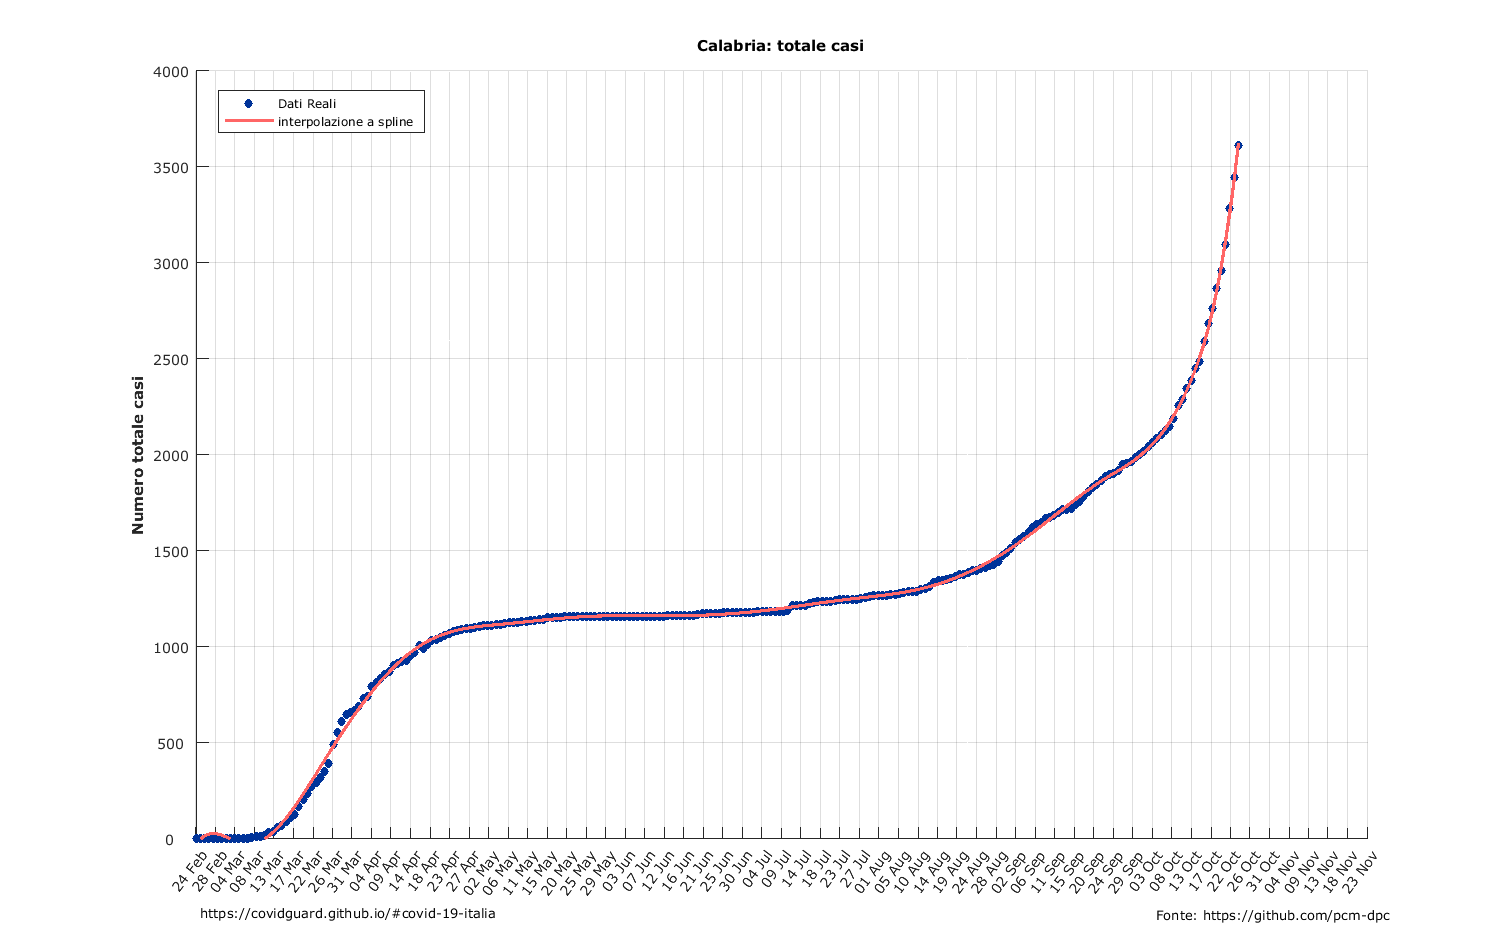 Calabria: totale casi
Dati Reali
interpolazione a spline
Numero totale casi
4000
3500
3000
2500
2000
1500
1000
500
0
24 Feb
28 Feb
04 Mar
08 Mar
13 Mar
17 Mar
22 Mar
26 Mar
31 Mar
04 Apr
09 Apr
14 Apr
18 Apr
23 Apr
27 Apr
02 May
06 May
11 May
15 May
20 May
25 May
29 May
03 Jun
07 Jun
12 Jun
16 Jun
21 Jun
25 Jun
30 Jun
04 Jul
09 Jul
14 Jul
18 Jul
23 Jul
27 Jul
01 Aug
05 Aug
10 Aug
14 Aug
19 Aug
24 Aug
28 Aug
02 Sep
06 Sep
11 Sep
15 Sep
20 Sep
24 Sep
29 Sep
03 Oct
08 Oct
13 Oct
17 Oct
22 Oct
26 Oct
31 Oct
04 Nov
09 Nov
13 Nov
18 Nov
23 Nov
https://covidguard.github.io/#covid-19-italia
Fonte: https://github.com/pcm-dpc